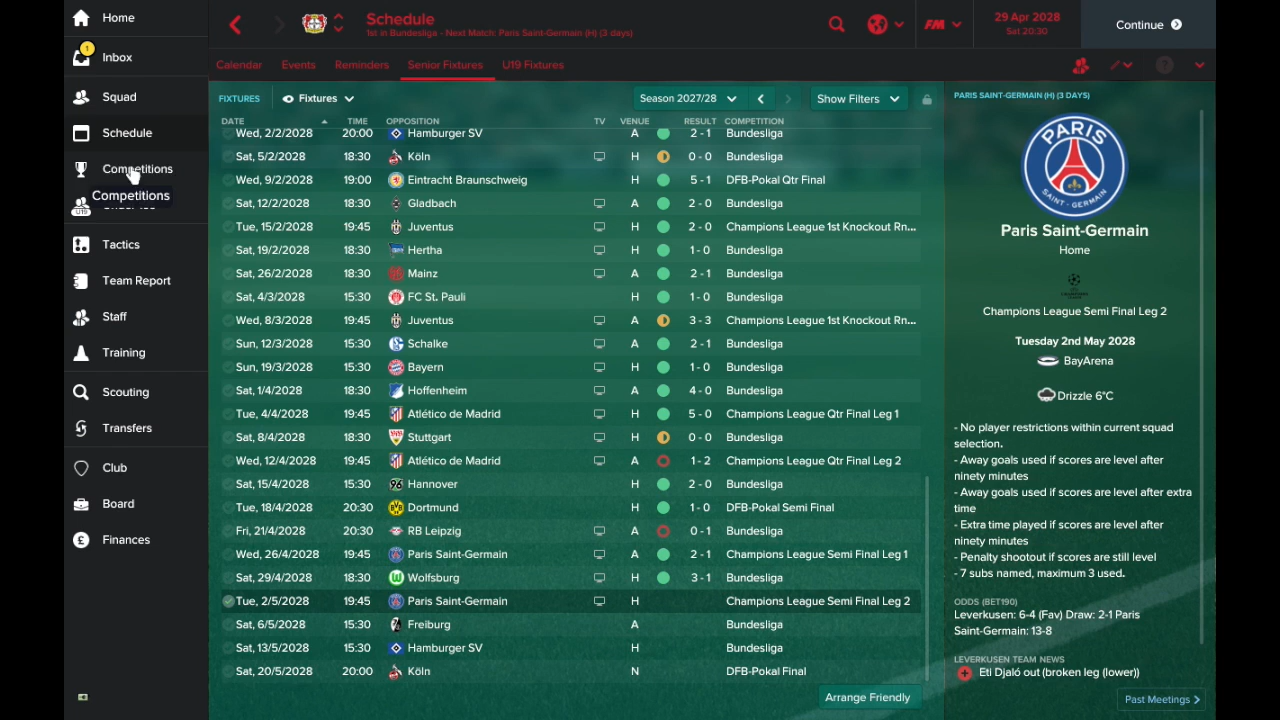 Home
Inbox
1
Squad
Schedule
Competitions
Competitions
U19
Tactics
Team Report
Staff
Training
Scouting
Transfers
Club
Board
Finances
Schedule
1st in Bundesliga - Next Match: Paris Saint-Germain (H) (3 days)
FM
29 Apr 2028
Sat 20:30
Continue
Calendar Events Reminders Senior Fixtures U19 Fixtures
FIXTURES Fixtures Season 2027/28 Show Filters
DATE TIME OPPOSITION TV VENUE RESULT COMPETITION
Wed, 2/2/2028 20:00 Hamburger SV A 2 - 1 Bundesliga
Sat, 5/2/2028 18:30 Köln H 0 - 0 Bundesliga
Wed, 9/2/2028 19:00 Eintracht Braunschweig H 5 - 1 DFB-Pokal Qtr Final
Sat, 12/2/2028 18:30 Gladbach A 2 - 0 Bundesliga
Tue, 15/2/2028 19:45 Juventus H 2 - 0 Champions League 1st Knockout Rn...
Sat, 19/2/2028 18:30 Hertha H 1 - 0 Bundesliga
Sat, 26/2/2028 18:30 Mainz A 2 - 1 Bundesliga
Sat, 4/3/2028 15:30 FC St. Pauli H 1 - 0 Bundesliga
Wed, 8/3/2028 19:45 Juventus A 3 - 3 Champions League 1st Knockout Rn...
Sun, 12/3/2028 15:30 Schalke A 2 - 1 Bundesliga
Sun, 19/3/2028 15:30 Bayern H 1 - 0 Bundesliga
Sat, 1/4/2028 18:30 Hoffenheim A 4 - 0 Bundesliga
Tue, 4/4/2028 19:45 Atlético de Madrid H 5 - 0 Champions League Qtr Final Leg 1
Sat, 8/4/2028 18:30 Stuttgart H 0 - 0 Bundesliga
Wed, 12/4/2028 19:45 Atlético de Madrid A 1 - 2 Champions League Qtr Final Leg 2
Sat, 15/4/2028 15:30 Hannover H 2 - 0 Bundesliga
Tue, 18/4/2028 20:30 Dortmund H 1 - 0 DFB-Pokal Semi Final
Fri, 21/4/2028 20:30 RB Leipzig A 0 - 1 Bundesliga
Wed, 26/4/2028 19:45 Paris Saint-Germain A 2 - 1 Champions League Semi Final Leg 1
Sat, 29/4/2028 18:30 Wolfsburg H 3 - 1 Bundesliga
Tue, 2/5/2028 19:45 Paris Saint-Germain H Champions League Semi Final Leg 2
Sat, 6/5/2028 15:30 Freiburg A Bundesliga
Sat, 13/5/2028 15:30 Hamburger SV H Bundesliga
Sat, 20/5/2028 20:00 Köln N DFB-Pokal Final
Arrange Friendly
PARIS SAINT-GERMAIN (H) (3 DAYS)
PARIS
SAINT-GERMAIN
Paris Saint-Germain
Home
Champions League Semi Final Leg 2
Tuesday 2nd May 2028
BayArena
Drizzle 6°C
- No player restrictions within current squad
selection.
- Away goals used if scores are level after
ninety minutes
- Away goals used if scores are level after extra
time
- Extra time played if scores are level after
ninety minutes
- Penalty shootout if scores are still level
- 7 subs named, maximum 3 used.
ODDS (BET190)
Leverkusen: 6-4 (Fav) Draw: 2-1 Paris
Saint-Germain: 13-8
LEVERKUSEN TEAM NEWS
Eti Djaló out (broken leg (lower))
Past Meetings